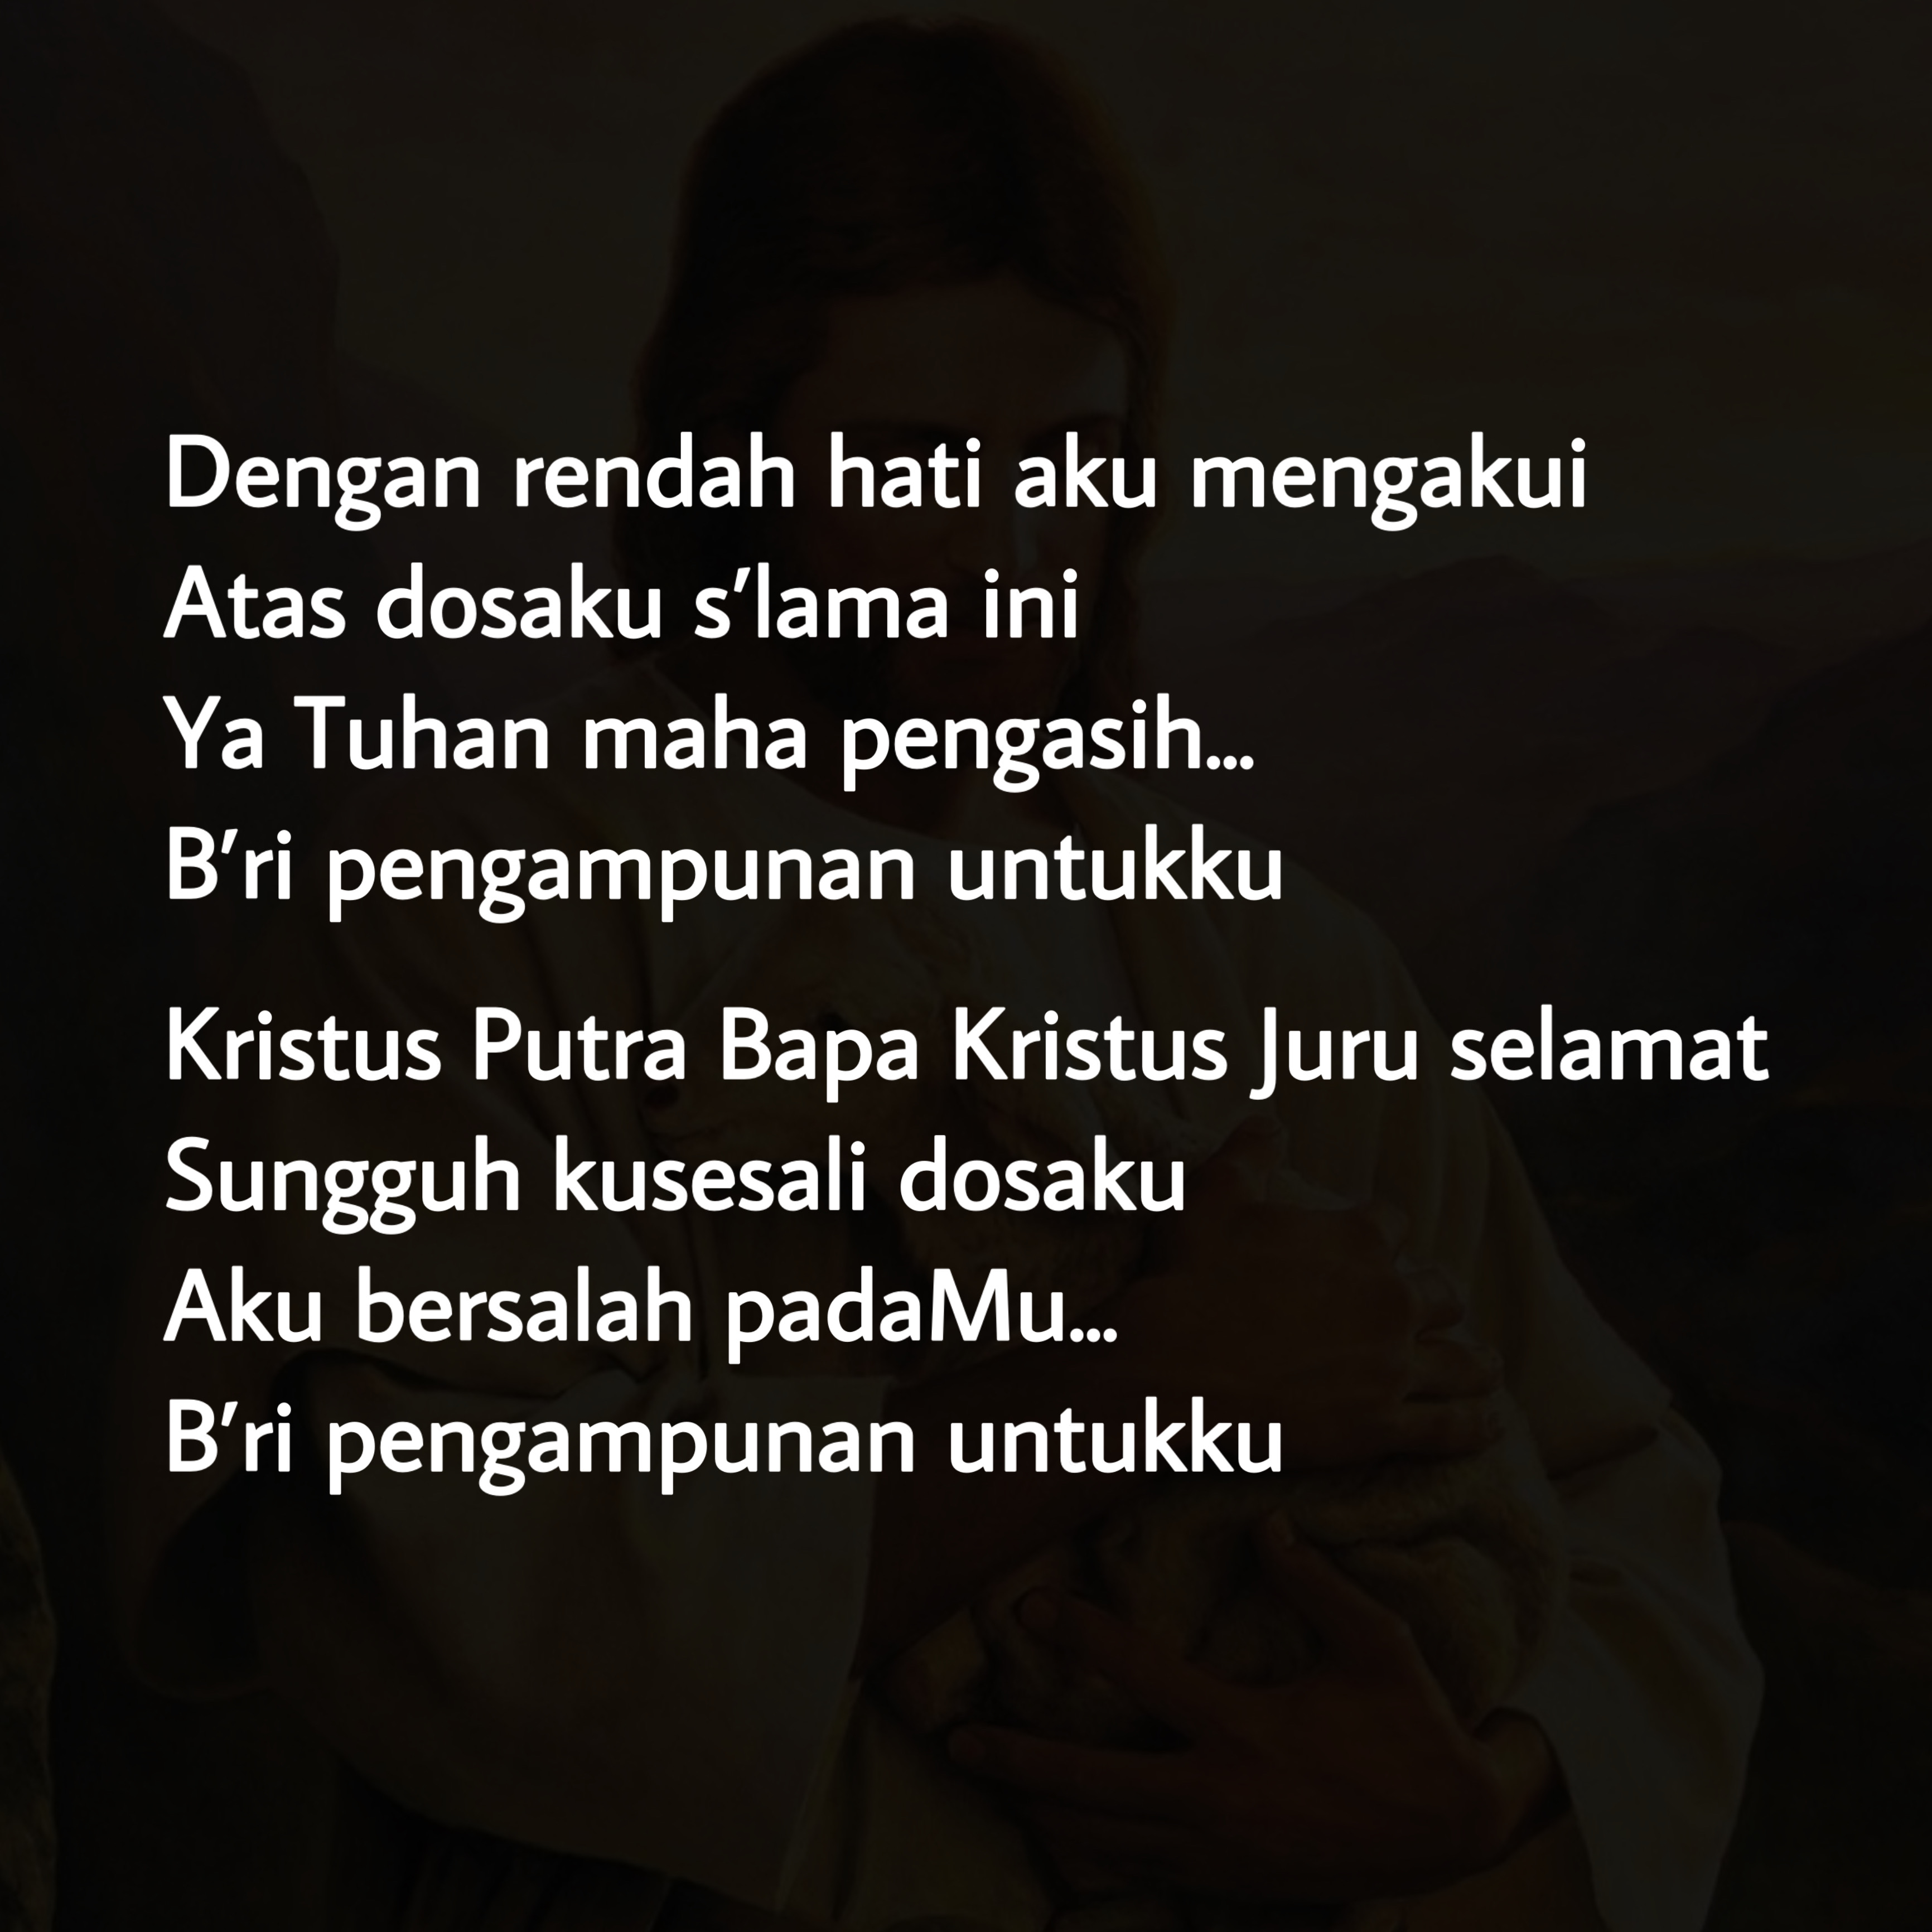 Dengan rendah hati aku mengakui
Atas dosaku s'lama ini
Ya Tuhan maha pengasih...
B'ri pengampunan untukku
Kristus Putra Bapa Kristus Juru selamat
Sungguh kusesali dosaku
Aku bersalah padaMu...
B'ri pengampunan untukku